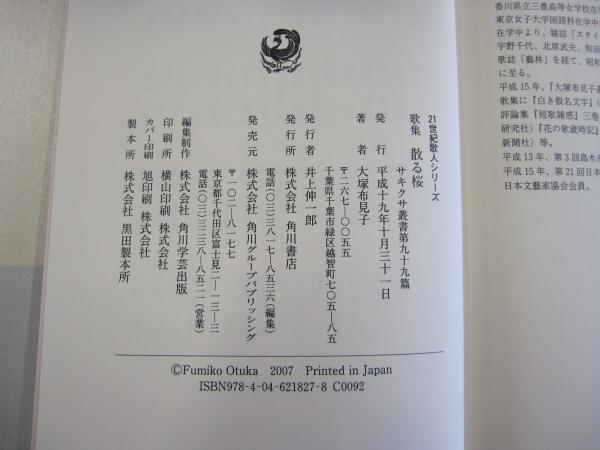 香川県立三豊高等女学校在
東京女子大学国語科在学中
在学中より、雑誌「スタイ
宇野千代、北原武夫、和田
歌誌「藝林」を経て、昭和
に至る。
平成15年、『大塚布見子
歌集に『白き假名文字』に
評論集『短歌雑感』三巻
研究社）『花の歌歳時記』
新聞社）等。
平成13年、第3回島木赤
平成15年、第21回日本
日本文藝家協会会員。
21世紀歌人シリーズ
歌集 散る桜
サキクサ叢書第九十九篇
発行 平成十九年十月三十一日
著者 大塚布見子
〒二六七―〇〇五五
千葉県千葉市緑区越智町七〇五―八五
発行者 井上伸一郎
発行所 株式会社 角川書店
電話（〇三）三八一七―八五三六（編集）
発売元 株式会社 角川グループパブリッシング
〒一〇二―八一七七
東京都千代田区富士見二―一三―三
電話（〇三）三二三八―八五二一（営業）
編集制作 株式会社 角川学芸出版
印刷所 横山印刷 株式会社
カバー印刷 旭印刷 株式会社
製本所 株式会社 黒田製本所
©Fumiko Otuka 2007 Printed in Japan
ISBN978-4-04-621827-8 C0092